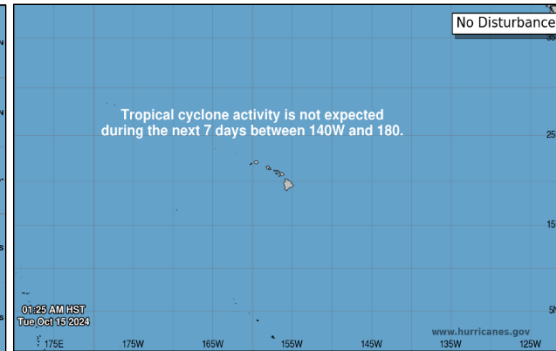 No Disturbance
Tropical cyclone activity is not expected
during the next 7 days between 140W and 180.
25
15
5N
01:25 AM HST
Tue Oct 15 2024
www.hurricanes.gov
175E 175W 165W 155W 145W 135W 125W